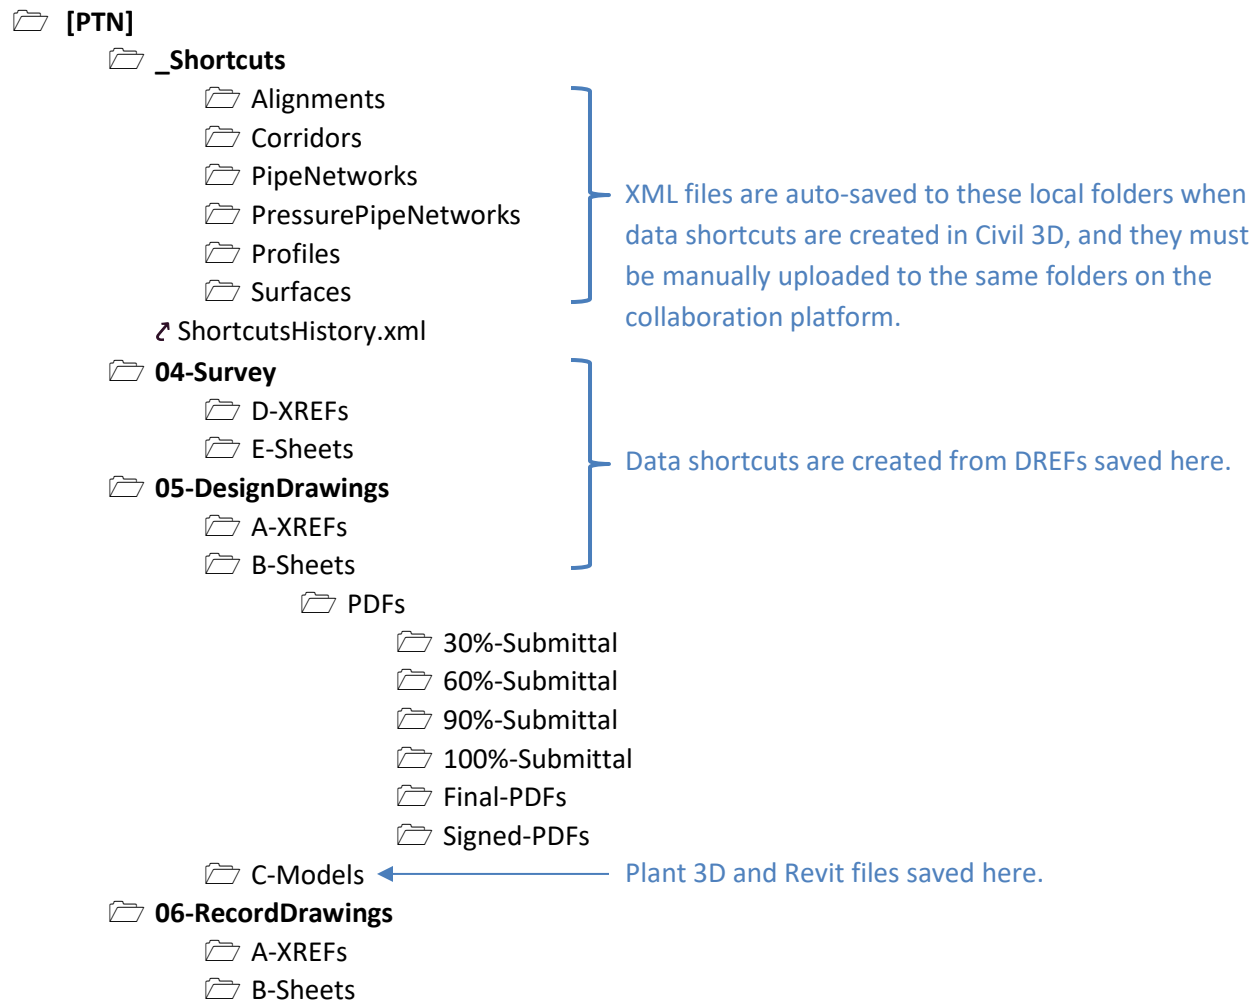 [PTN]
_Shortcuts
Alignments
Corridors
PipeNetworks
PressurePipeNetworks
Profiles
Surfaces
XML files are auto-saved to these local folders when
data shortcuts are created in Civil 3D, and they must
be manually uploaded to the same folders on the
collaboration platform.
ShortcutsHistory.xml
04-Survey
D-XREFs
E-Sheets
05-DesignDrawings
A-XREFs
B-Sheets
Data shortcuts are created from DREFs saved here.
PDFs
30%-Submittal
60%-Submittal
90%-Submittal
100%-Submittal
Final-PDFs
Signed-PDFs
C-Models
Plant 3D and Revit files saved here.
06-RecordDrawings
A-XREFs
B-Sheets